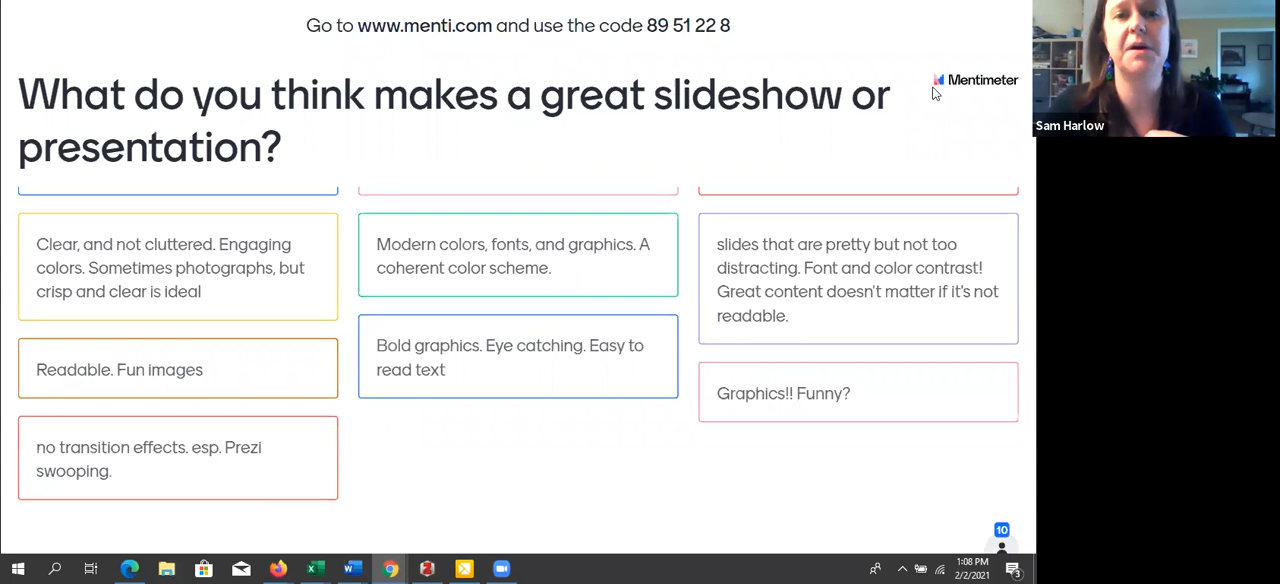 Go to www.menti.com and use the code 89 51 22 8
Mentimeter
What do you think makes a great slideshow or
presentation?
Sam Harlow
Clear, and not cluttered. Engaging
colors. Sometimes photographs, but
crisp and clear is ideal
Modern colors, fonts, and graphics. A
coherent color scheme.
slides that are pretty but not too
distracting. Font and color contrast!
Great content doesn't matter if it's not
readable.
Readable. Fun images
Bold graphics. Eye catching. Easy to
read text
Graphics!! Funny?
no transition effects. esp. Prezi
swooping.
10
1:08 PM
2/2/2021
3